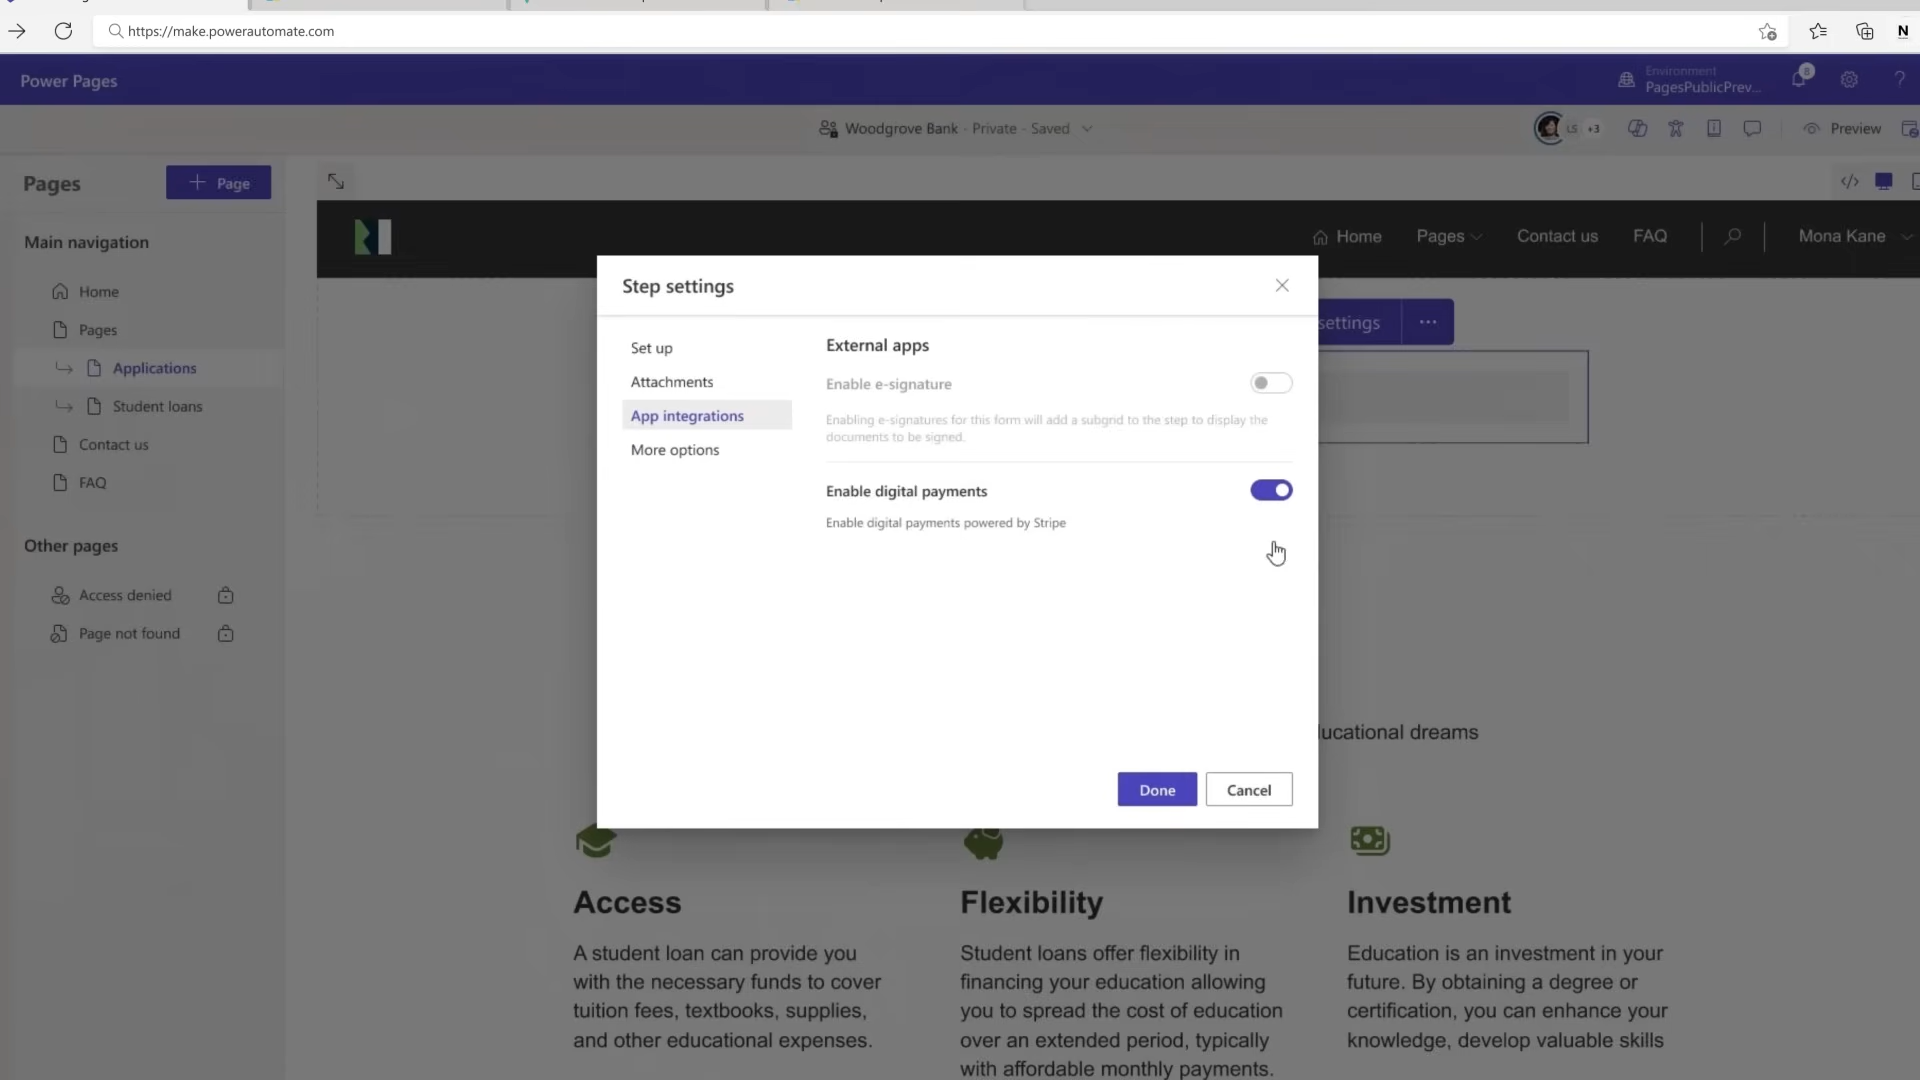 https://make.powerautomate.com
N
Power Pages
Environment
PagesPublicPrev...
8
?
Woodgrove Bank - Private - Saved
LS
+3
Preview
Pages
Page
Main navigation
Home
Pages
Applications
Student loans
Contact us
FAQ
Other pages
Access denied
Page not found
</>
Home
Pages
Contact us
FAQ
Mona Kane
settings
Step settings
Set up
Attachments
App integrations
More options
External apps
Enable e-signature
Enabling e-signatures for this form will add a subgnd to the step to display the
documents to be signed.
Enable digital payments
Enable digital payments powered by Stripe
Done
Cancel
ducational dreams
Access
A student loan can provide you
with the necessary funds to cover
tuition fees, textbooks, supplies,
and other educational expenses.
Flexibility
Student loans offer flexibility in
financing your education allowing
you to spread the cost of education
over an extended period, typically
with affordable monthly payments.
Investment
Education is an investment in your
future. By obtaining a degree or
certification, you can enhance your
knowledge, develop valuable skills